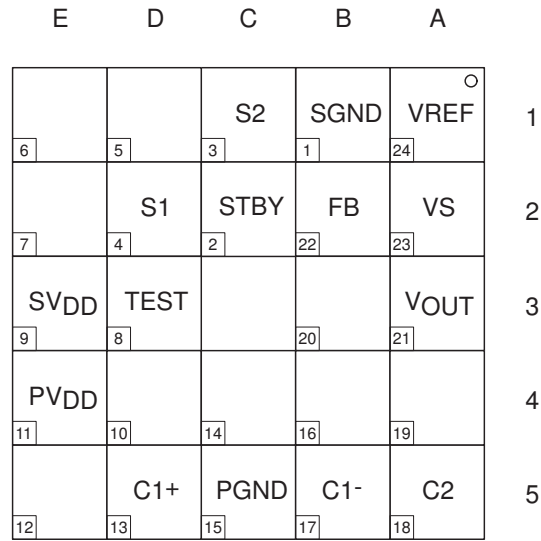 E D C B A
S2 SGND VREF 1
6 5 3 1 24
S1 STBY FB VS 2
7 4 2 22 23
SVDD TEST VOUT 3
9 8 20 21
PVDD 4
11 10 14 16 19
C1+ PGND C1- C2 5
12 13 15 17 18